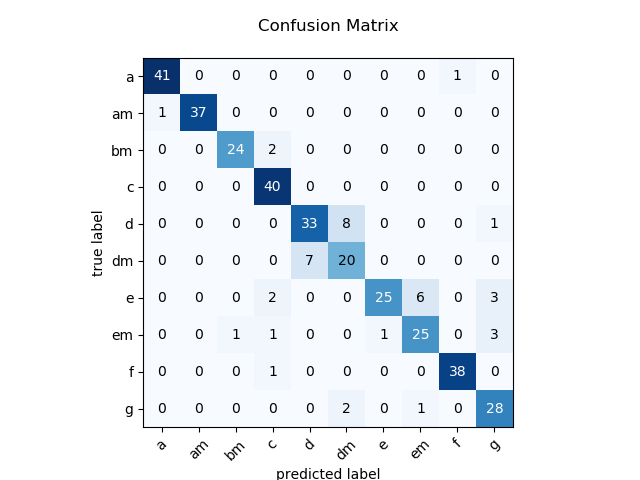 Confusion Matrix
a 41 0 0 0 0 0 0 0 1 0
am 1 37 0 0 0 0 0 0 0 0
bm 0 0 24 2 0 0 0 0 0 0
c 0 0 0 40 0 0 0 0 0 0
d 0 0 0 0 33 8 0 0 0 1
dm 0 0 0 0 7 20 0 0 0 0
e 0 0 0 2 0 0 25 6 0 3
em 0 0 1 1 0 0 1 25 0 3
f 0 0 0 1 0 0 0 0 38 0
g 0 0 0 0 0 2 0 1 0 28
true label
a am bm c d dm e em f g
predicted label